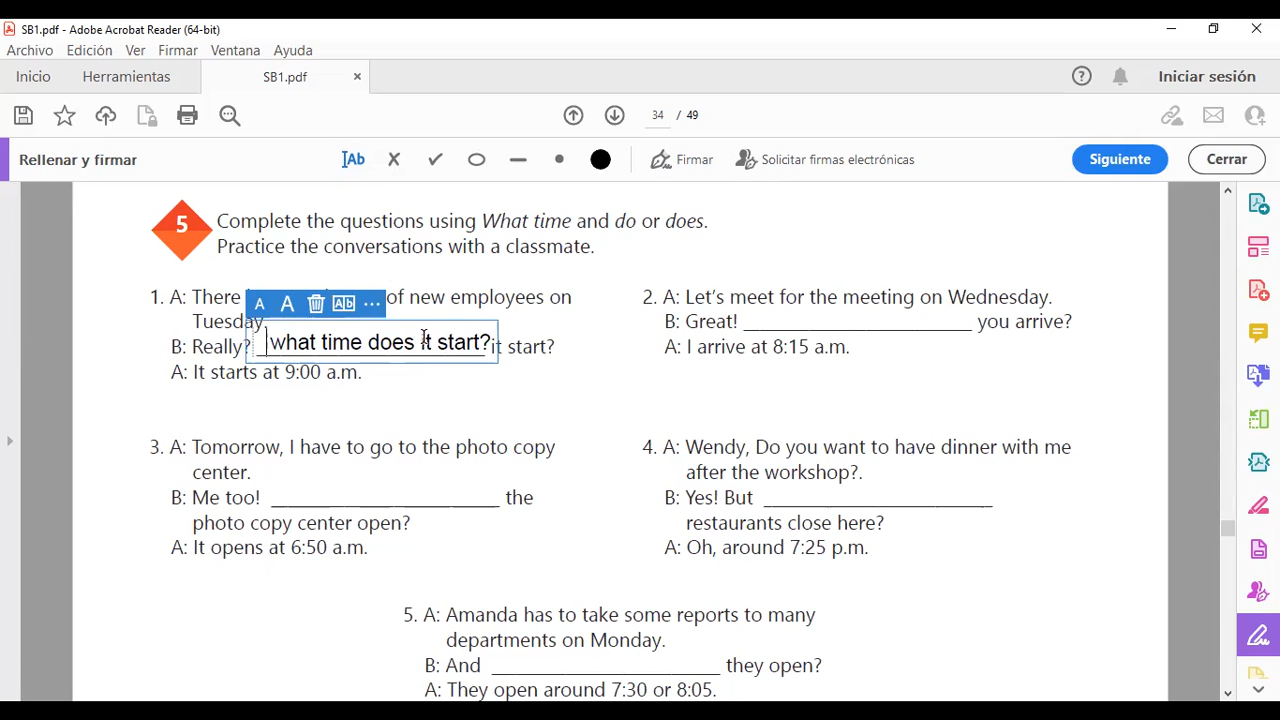 SB1.pdf - Adobe Acrobat Reader (64-bit)
Archivo Edición Ver Firmar Ventana Ayuda
Inicio Herramientas SB1.pdf × Iniciar sesión
34 / 49
Rellenar y firmar Firmar Solicitar firmas electrónicas Siguiente Cerrar
5 Complete the questions using What time and do or does.
Practice the conversations with a classmate.
1. A: There of new employees on
Tuesday.
B: Really? what time does it start? it start?
A: It starts at 9:00 a.m.
2. A: Let's meet for the meeting on Wednesday.
B: Great! ____________________ you arrive?
A: I arrive at 8:15 a.m.
3. A: Tomorrow, I have to go to the photo copy
center.
B: Me too! ____________________ the
photo copy center open?
A: It opens at 6:50 a.m.
4. A: Wendy, Do you want to have dinner with me
after the workshop?.
B: Yes! But ____________________
restaurants close here?
A: Oh, around 7:25 p.m.
5. A: Amanda has to take some reports to many
departments on Monday.
B: And ____________________ they open?
A: They open around 7:30 or 8:05.